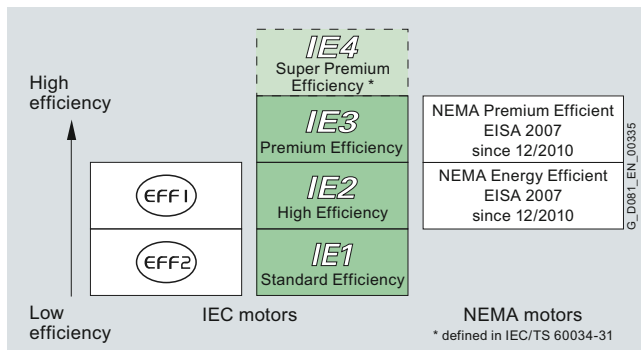 High
efficiency
Low
efficiency
EFF1
EFF2
IEC motors
IE4
Super Premium
Efficiency *
IE3
Premium Efficiency
IE2
High Efficiency
IE1
Standard Efficiency
NEMA Premium Efficient
EISA 2007
since 12/2010
NEMA Energy Efficient
EISA 2007
since 12/2010
NEMA motors
* defined in IEC/TS 60034-31
G_D081_EN_00335